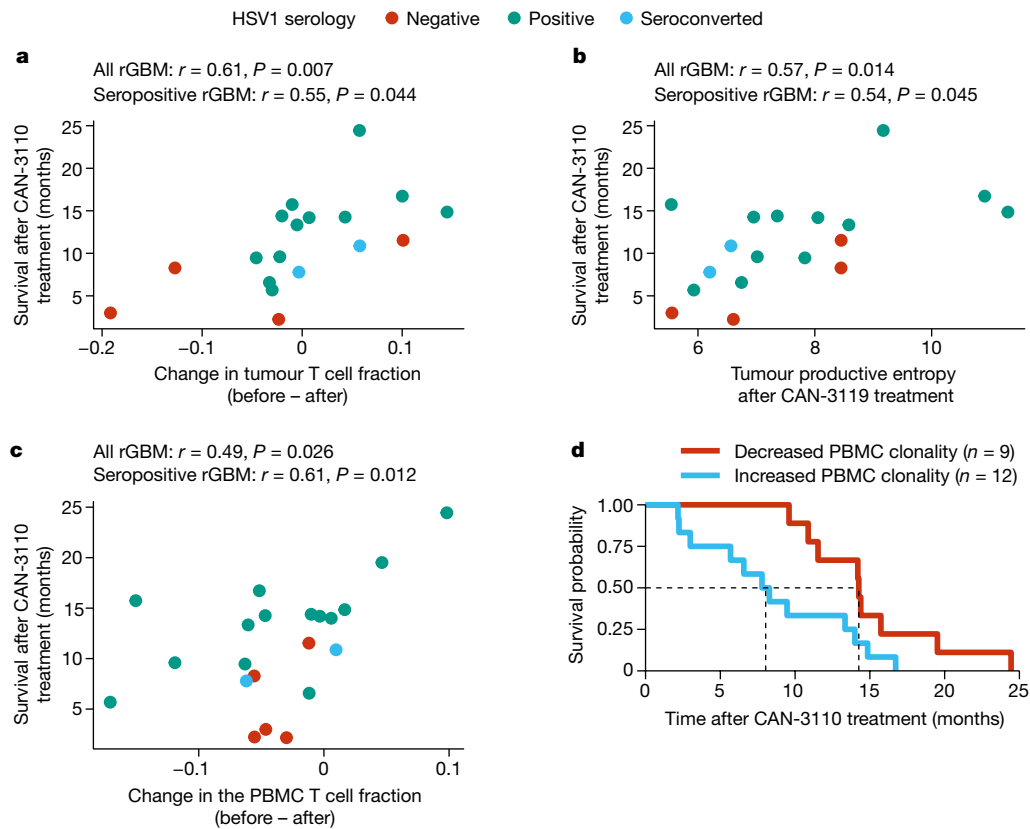 HSV1 serology Negative Positive Seroconverted
a
All rGBM: r = 0.61, P = 0.007
Seropositive rGBM: r = 0.55, P = 0.044
Survival after CAN-3110
treatment (months)
25
20
15
10
5
−0.2 −0.1 0 0.1
Change in tumour T cell fraction
(before – after)
b
All rGBM: r = 0.57, P = 0.014
Seropositive rGBM: r = 0.54, P = 0.045
Survival after CAN-3110
treatment (months)
25
20
15
10
5
6 8 10
Tumour productive entropy
after CAN-3119 treatment
c
All rGBM: r = 0.49, P = 0.026
Seropositive rGBM: r = 0.61, P = 0.012
Survival after CAN-3110
treatment (months)
25
20
15
10
5
−0.1 0 0.1
Change in the PBMC T cell fraction
(before – after)
d
Decreased PBMC clonality (n = 9)
Increased PBMC clonality (n = 12)
Survival probability
1.00
0.75
0.50
0.25
0
0 5 10 15 20 25
Time after CAN-3110 treatment (months)